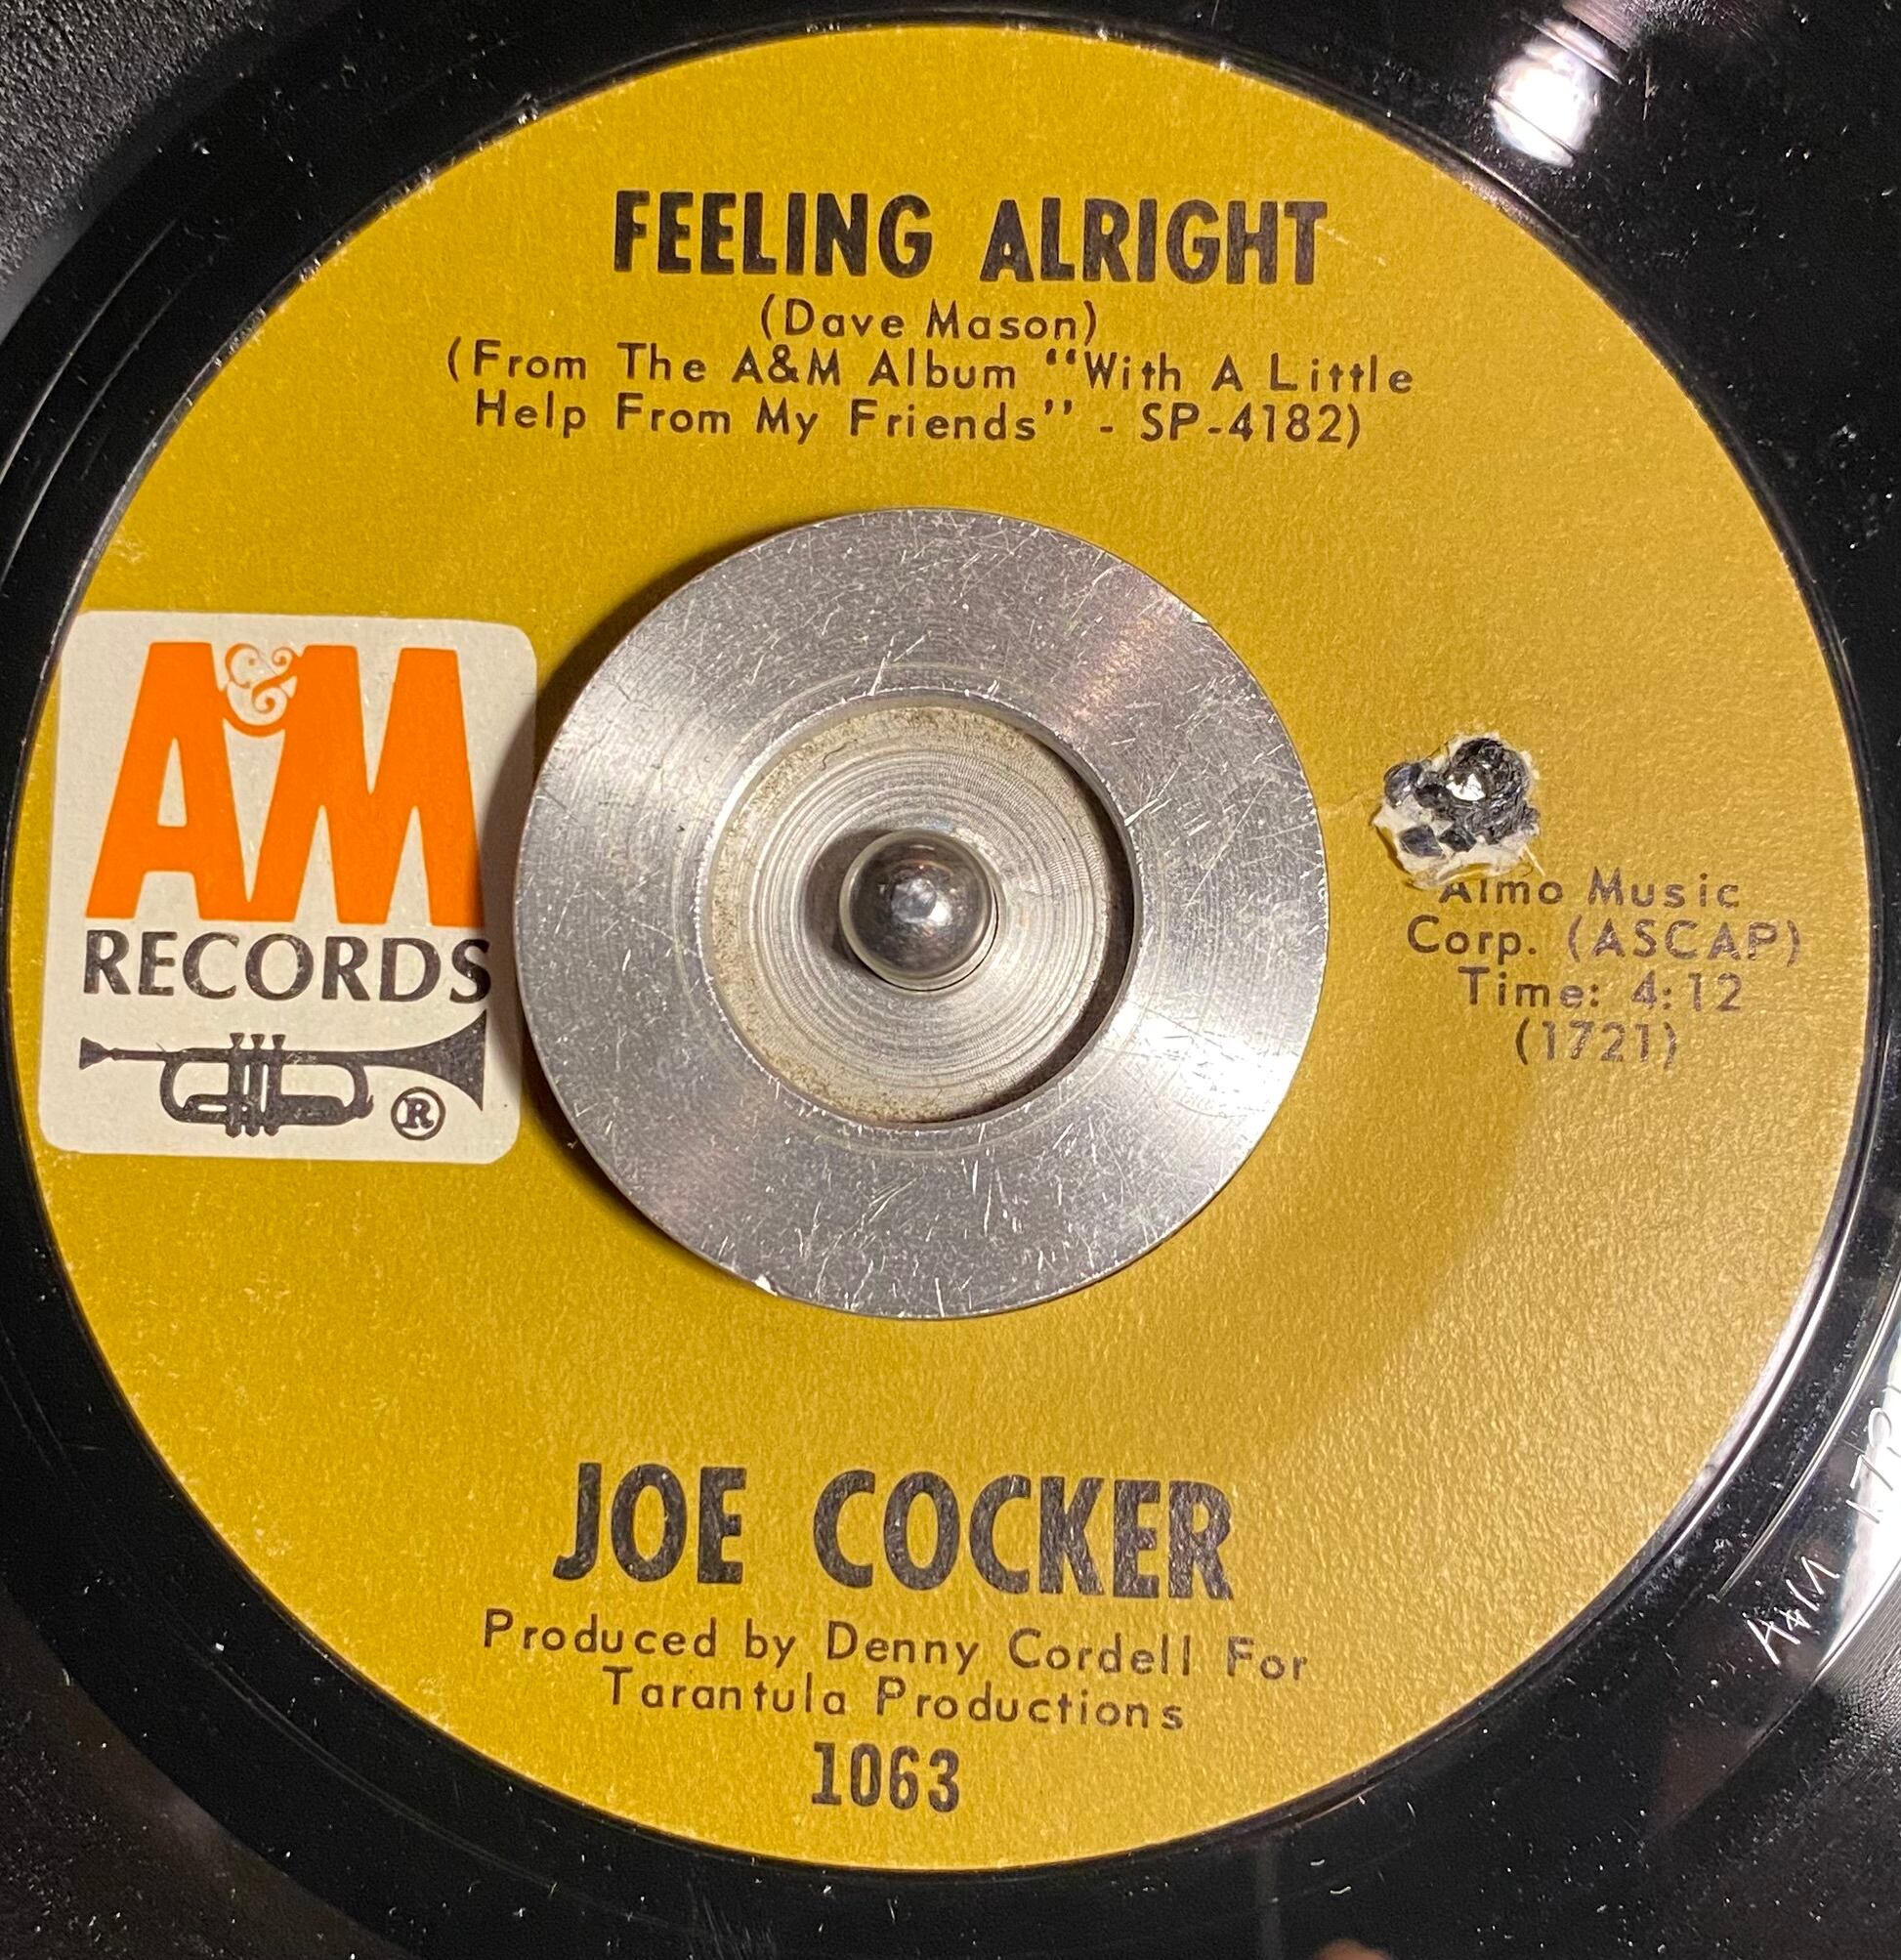 FEELING ALRIGHT
(Dave Mason)
(From The A&M Album "With A Little
Help From My Friends" - SP-4182)
A&M
RECORDS
®
Almo Music
Corp. (ASCAP)
Time: 4:12
(1721)
JOE COCKER
Produced by Denny Cordell For
Tarantula Productions
1063
A&M